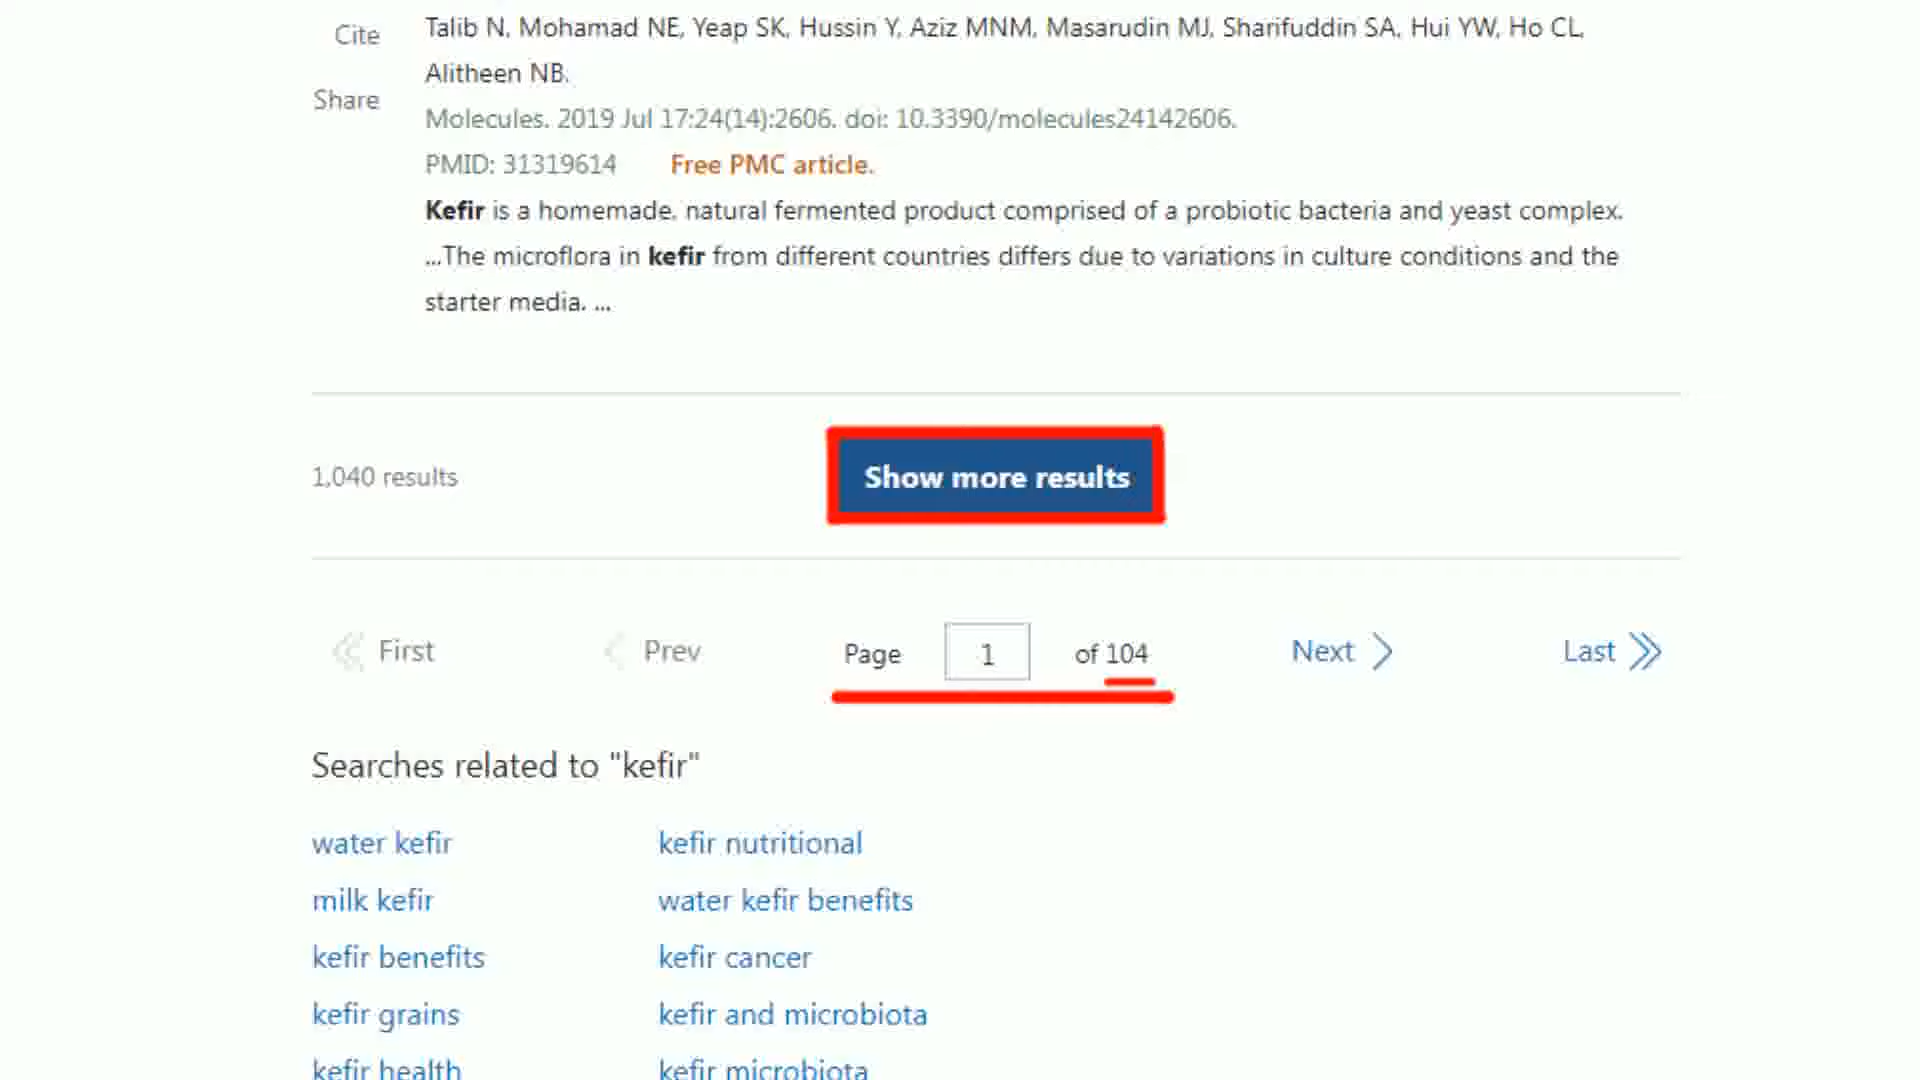 Cite
Talib N, Mohamad NE, Yeap SK, Hussin Y, Aziz MNM, Masarudin MJ, Sharifuddin SA, Hui YW, Ho CL,
Alitheen NB.
Share
Molecules. 2019 Jul 17;24(14):2606. doi: 10.3390/molecules24142606.
PMID: 31319614 Free PMC article.
Kefir is a homemade, natural fermented product comprised of a probiotic bacteria and yeast complex.
...The microflora in kefir from different countries differs due to variations in culture conditions and the
starter media. ...
1,040 results
Show more results
First Prev Page 1 of 104 Next Last
Searches related to "kefir"
water kefir
milk kefir
kefir benefits
kefir grains
kefir health
kefir nutritional
water kefir benefits
kefir cancer
kefir and microbiota
kefir microbiota